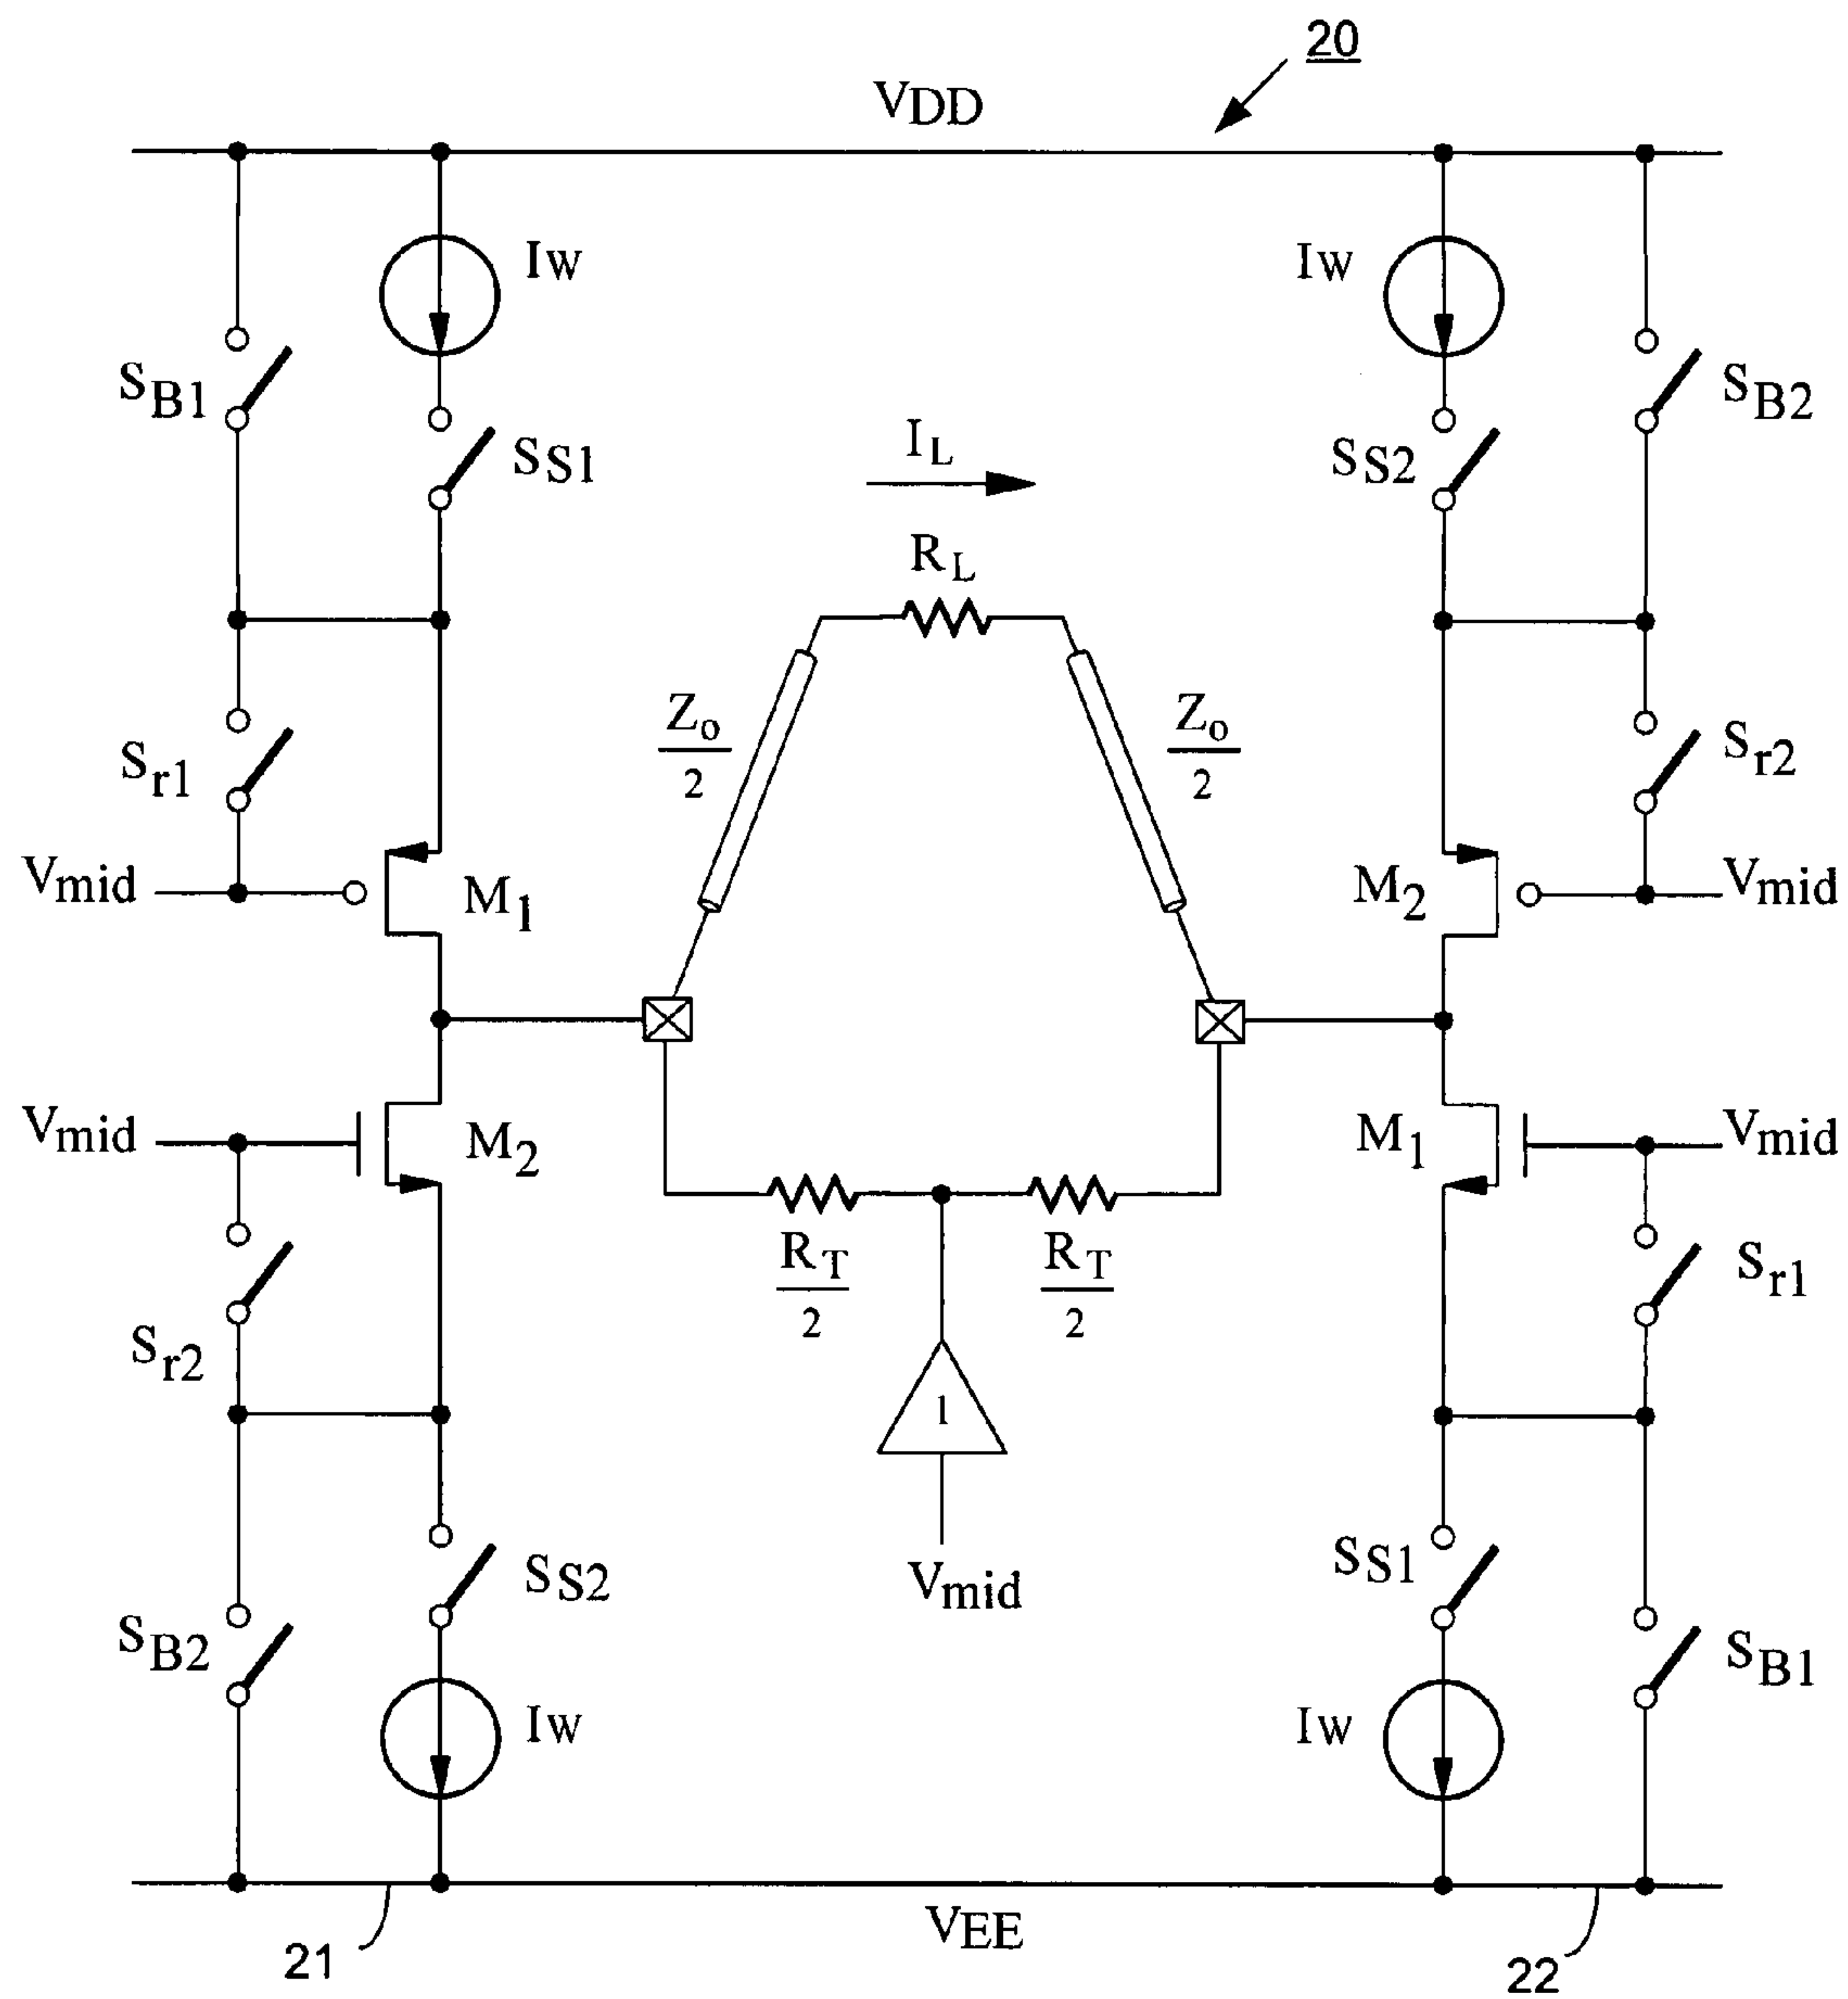 20
VDD
IW
IW
SB1
SS1
IL
SS2
SB2
RL
Zo
2
Zo
2
Sr1
Sr2
Vmid
M1
M2
Vmid
Vmid
M2
M1
Vmid
RT
2
RT
2
Sr2
Sr1
1
SS2
Vmid
SS1
SB2
SB1
IW
IW
VEE
21
22